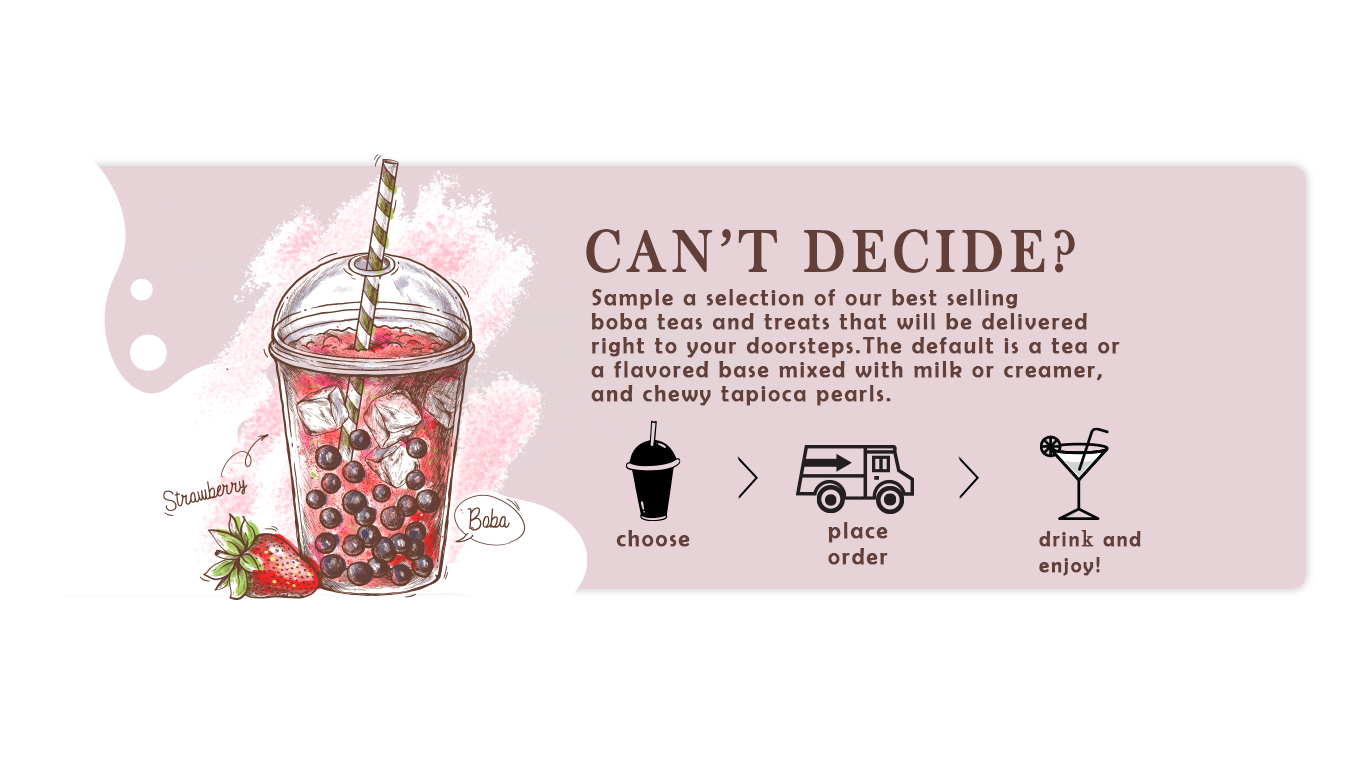 CAN'T DECIDE?
Sample a selection of our best selling
boba teas and treats that will be delivered
right to your doorsteps.The default is a tea or
a flavored base mixed with milk or creamer,
and chewy tapioca pearls.
Strawberry
Boba
choose
place
order
drink and
enjoy!